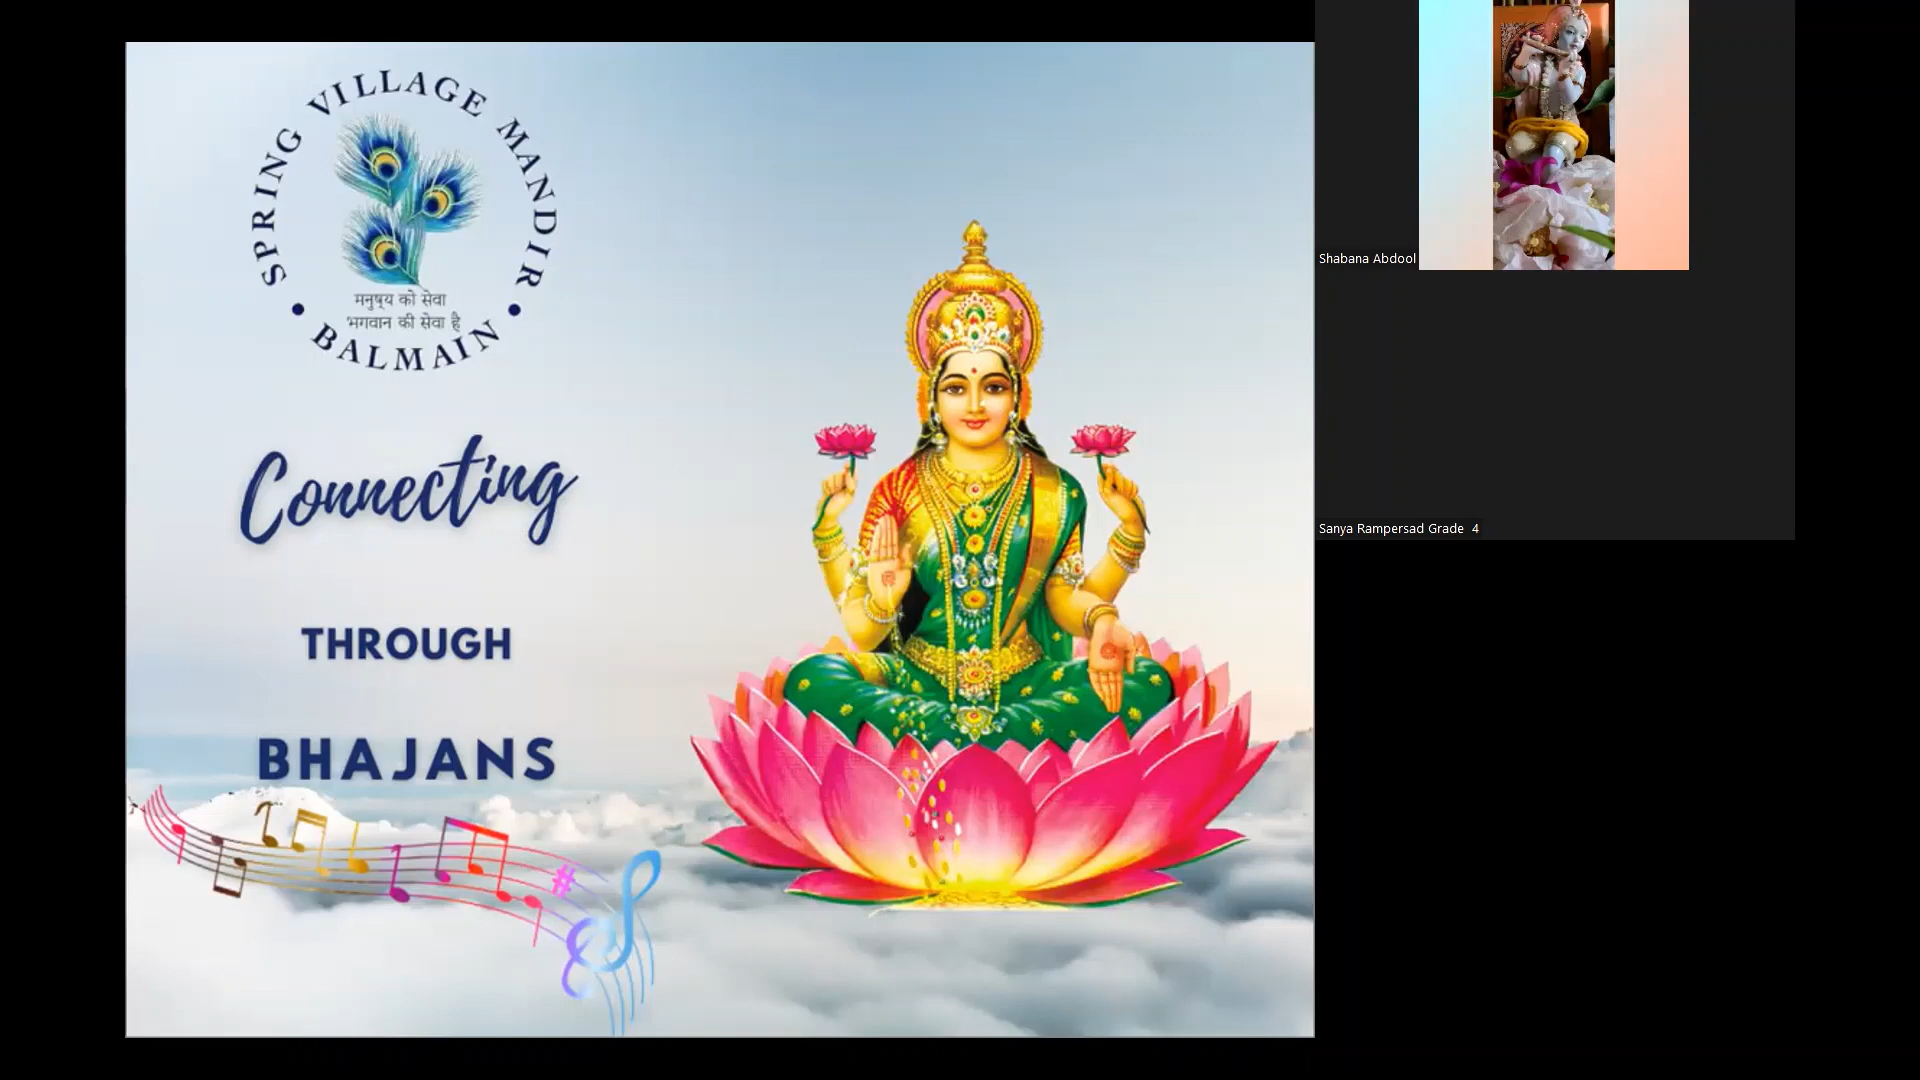 SPRING VILLAGE MANDIR
मनुष्य को सेवा
भगवान की सेवा है
• BALMAIN •
Connecting
THROUGH
BHAJANS
Shabana Abdool
Sanya Rampersad Grade 4